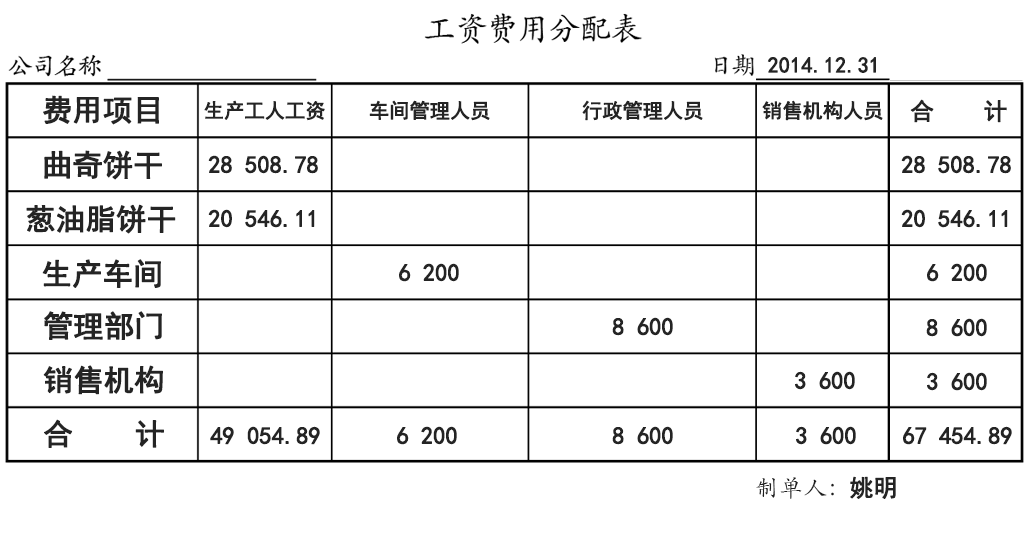 工资费用分配表
公司名称 日期 2014.12.31
费用项目 生产工人工资 车间管理人员 行政管理人员 销售机构人员 合 计
曲奇饼干 28 508.78 28 508.78
葱油脂饼干 20 546.11 20 546.11
生产车间 6 200 6 200
管理部门 8 600 8 600
销售机构 3 600 3 600
合 计 49 054.89 6 200 8 600 3 600 67 454.89
制单人：姚明